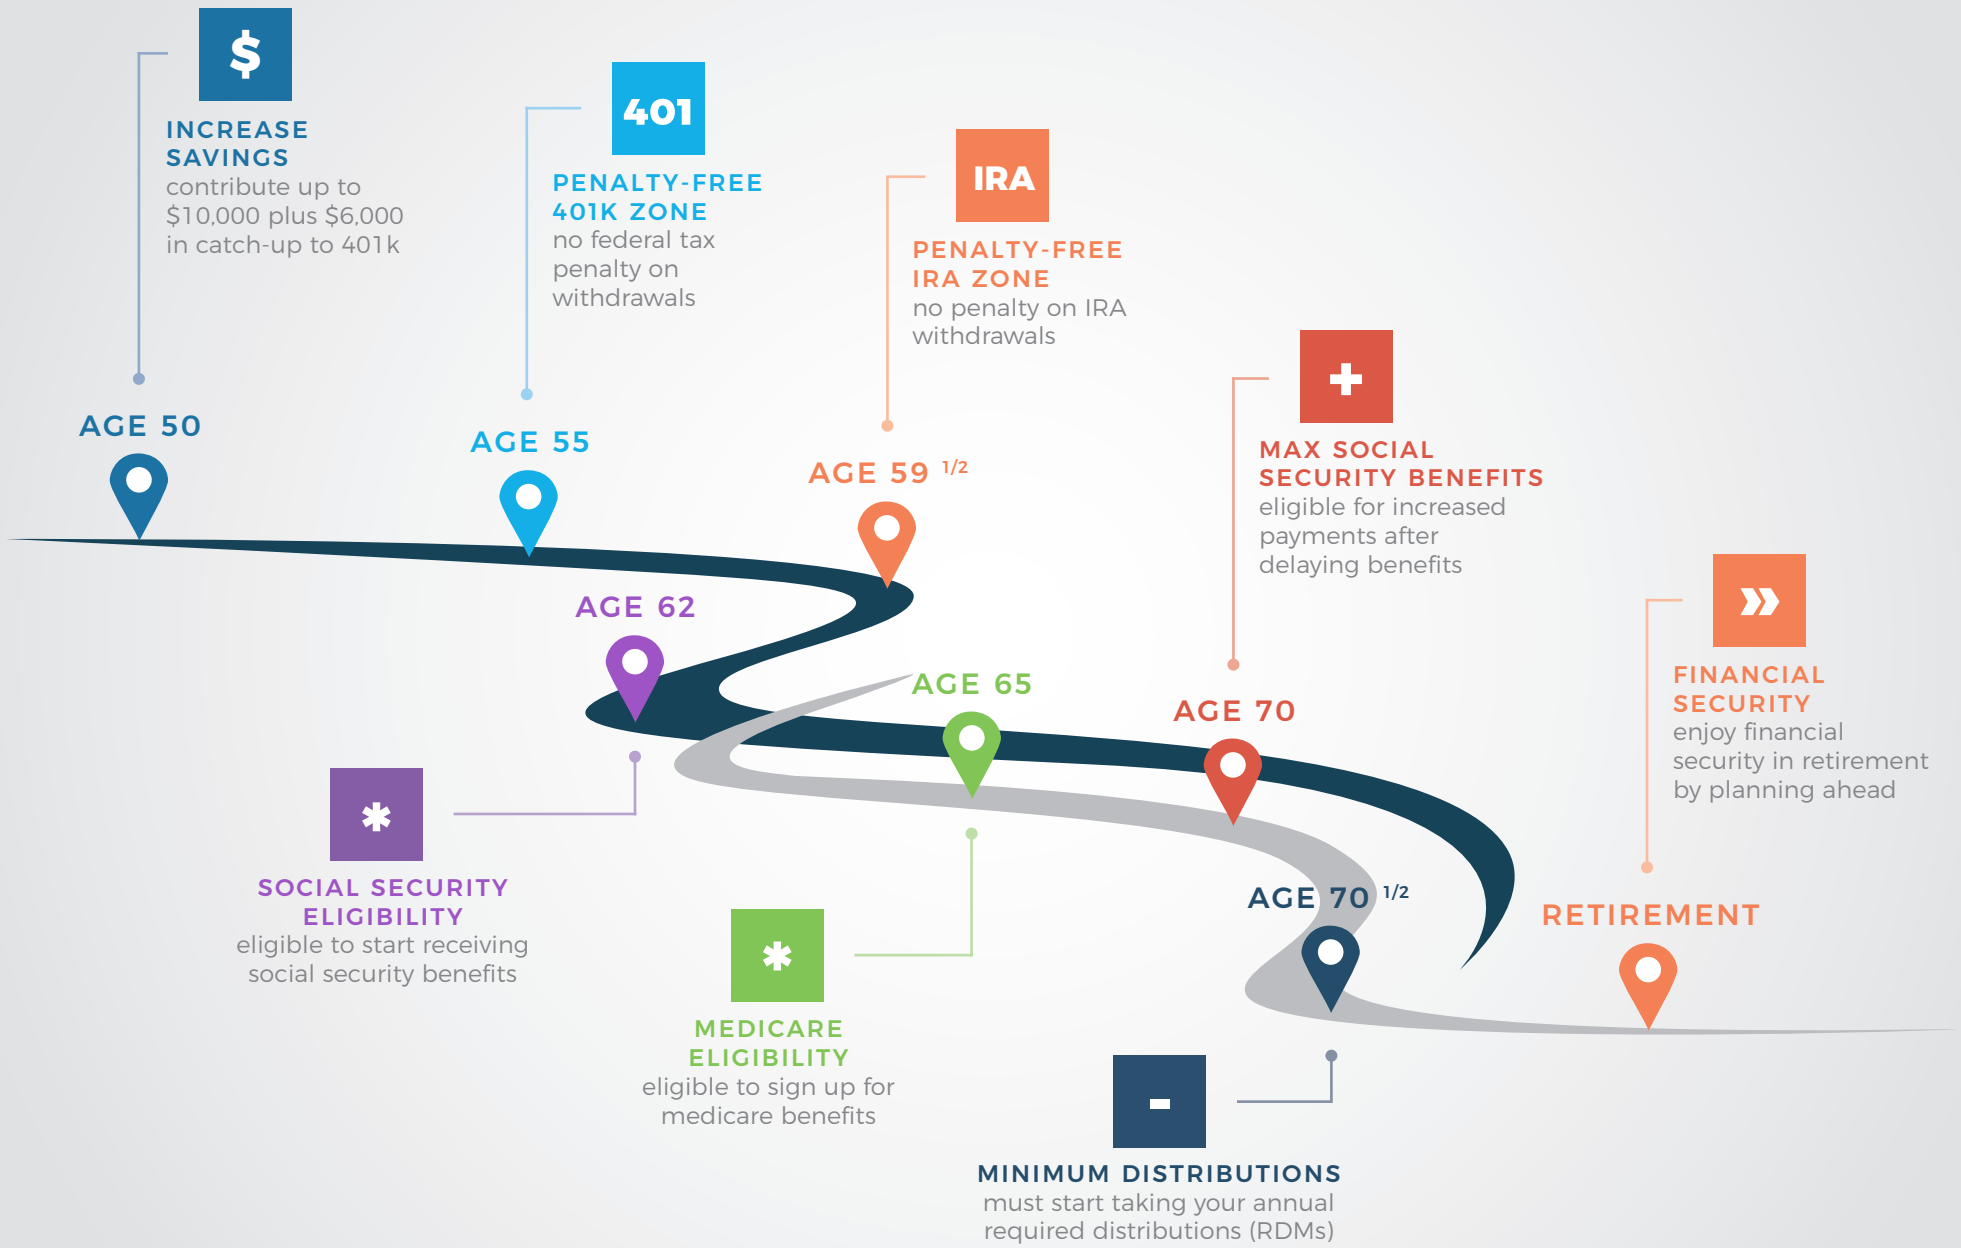 $
INCREASE
SAVINGS
contribute up to
$10,000 plus $6,000
in catch-up to 401k
AGE 50
401
PENALTY-FREE
401K ZONE
no federal tax
penalty on
withdrawals
AGE 55
IRA
PENALTY-FREE
IRA ZONE
no penalty on IRA
withdrawals
AGE 59 1/2
AGE 62
*
SOCIAL SECURITY
ELIGIBILITY
eligible to start receiving
social security benefits
AGE 65
*
MEDICARE
ELIGIBILITY
eligible to sign up for
medicare benefits
+
MAX SOCIAL
SECURITY BENEFITS
eligible for increased
payments after
delaying benefits
AGE 70
AGE 70 1/2
-
MINIMUM DISTRIBUTIONS
must start taking your annual
required distributions (RDMs)
»
FINANCIAL
SECURITY
enjoy financial
security in retirement
by planning ahead
RETIREMENT